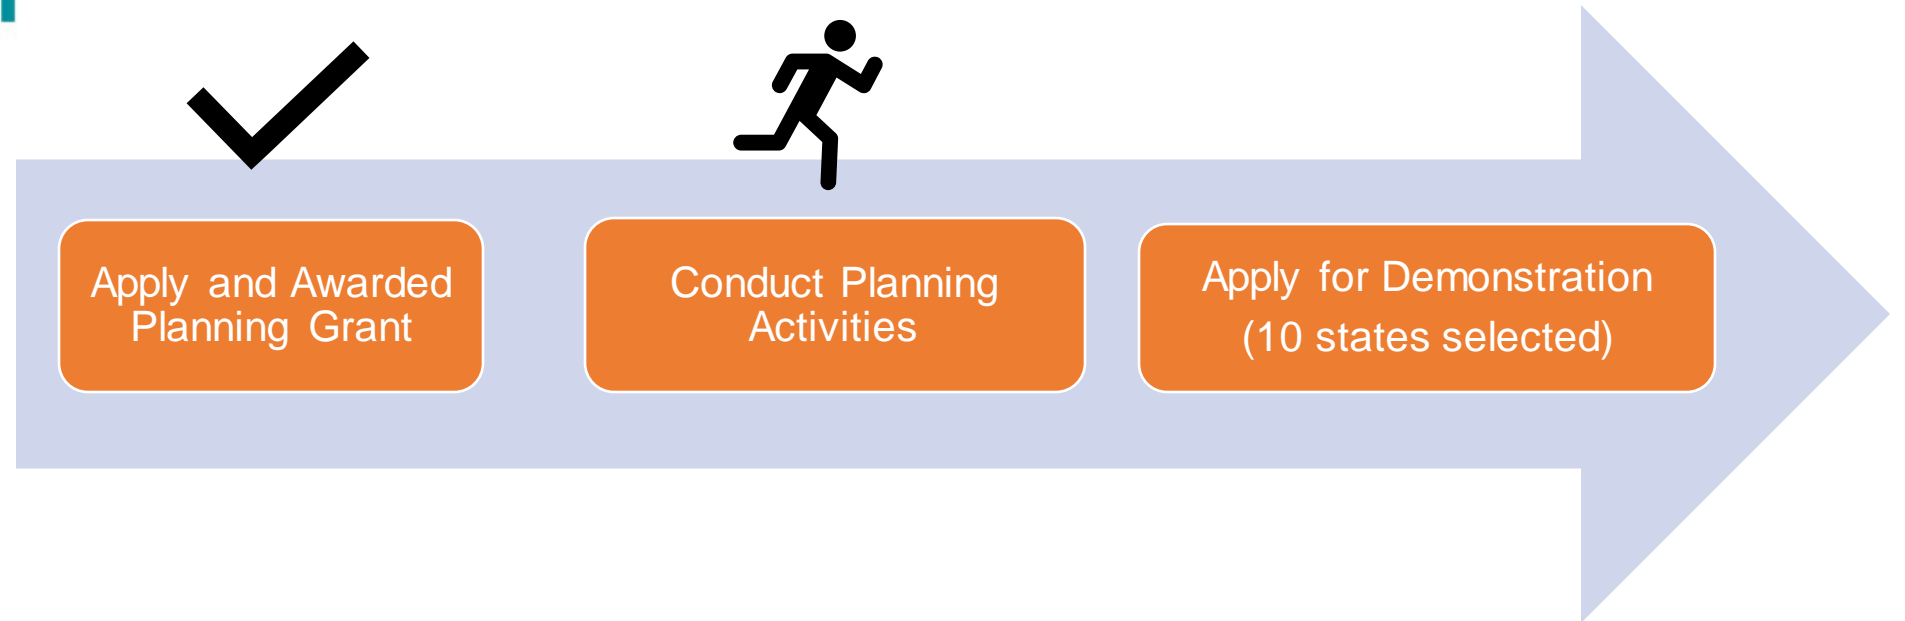 Apply and Awarded
Planning Grant
Conduct Planning
Activities
Apply for Demonstration
(10 states selected)